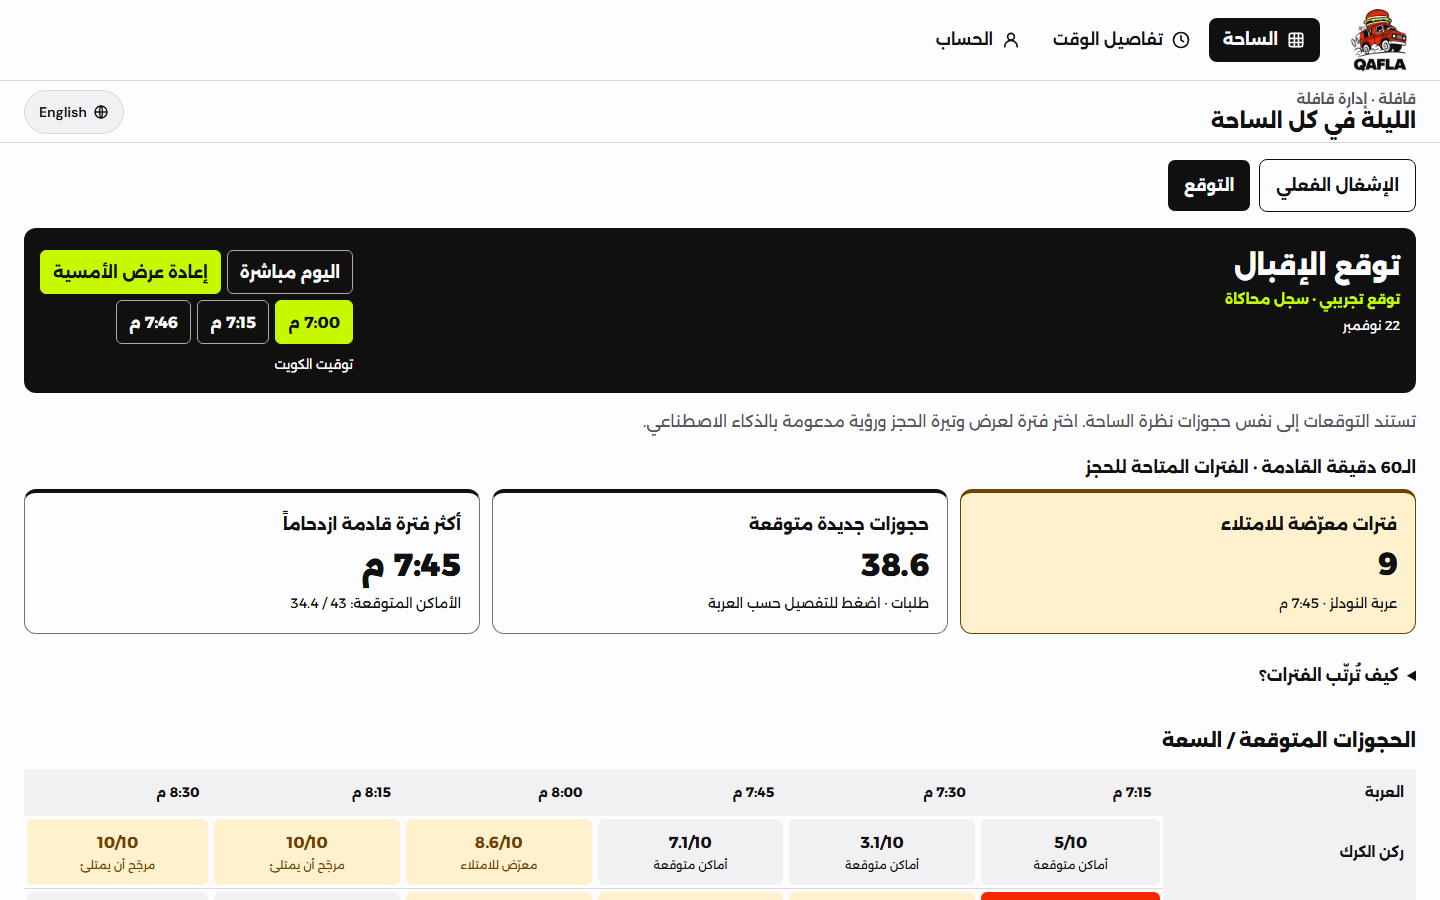 QAFLA
الساحة
تفاصيل الوقت
الحساب
قافلة · إدارة قافلة
الليلة في كل الساحة
English
الإشغال الفعلي
التوقع
توقع الإقبال
توقع تجريبي · سجل محاكاة
22 نوفمبر
اليوم مباشرة
إعادة عرض الأمسية
7:00 م
7:15 م
7:46 م
توقيت الكويت
تستند التوقعات إلى نفس حجوزات نظرة الساحة. اختر فترة لعرض وتيرة الحجز ورؤية مدعومة بالذكاء الاصطناعي.
الـ60 دقيقة القادمة · الفترات المتاحة للحجز
فترات معرّضة للامتلاء
9
عربة النودلز · 7:45 م
حجوزات جديدة متوقعة
38.6
طلبات · اضغط للتفصيل حسب العربة
أكثر فترة قادمة ازدحاماً
7:45 م
الأماكن المتوقعة: 43 / 34.4
كيف تُرتّب الفترات؟
الحجوزات المتوقعة / السعة
العربة
7:15 م
7:30 م
7:45 م
8:00 م
8:15 م
8:30 م
ركن الكرك
5/10
أماكن متوقعة
3.1/10
أماكن متوقعة
7.1/10
أماكن متوقعة
8.6/10
معرّض للامتلاء
10/10
مرجّح أن يمتلئ
10/10
مرجّح أن يمتلئ